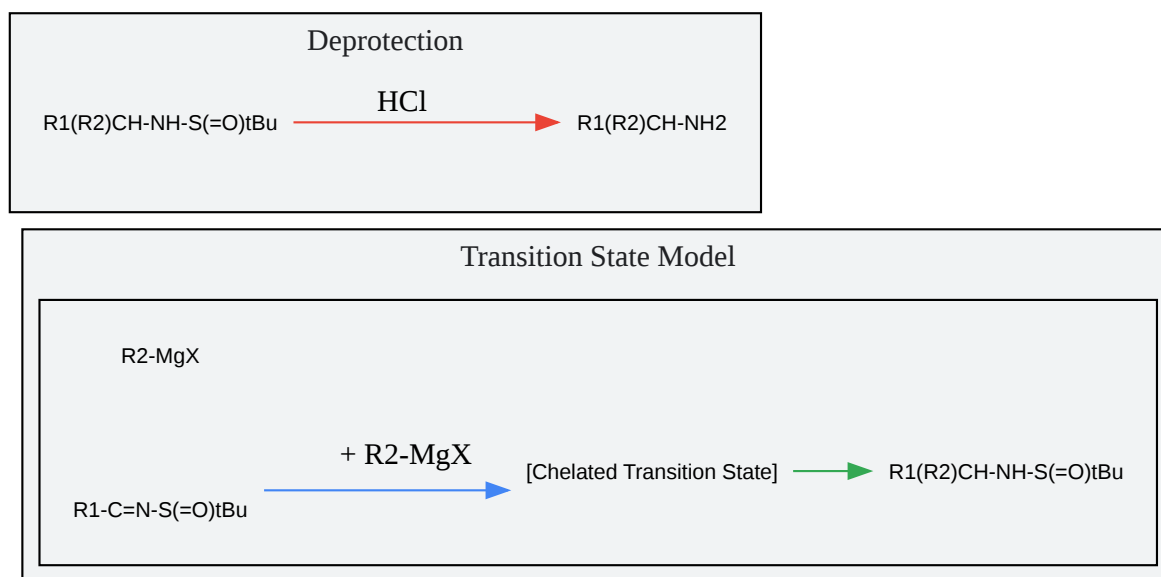 Deprotection
HCl
R1(R2)CH-NH-S(=O)tBu
R1(R2)CH-NH2
Transition State Model
R2-MgX
+ R2-MgX
[Chelated Transition State]
R1(R2)CH-NH-S(=O)tBu
R1-C=N-S(=O)tBu